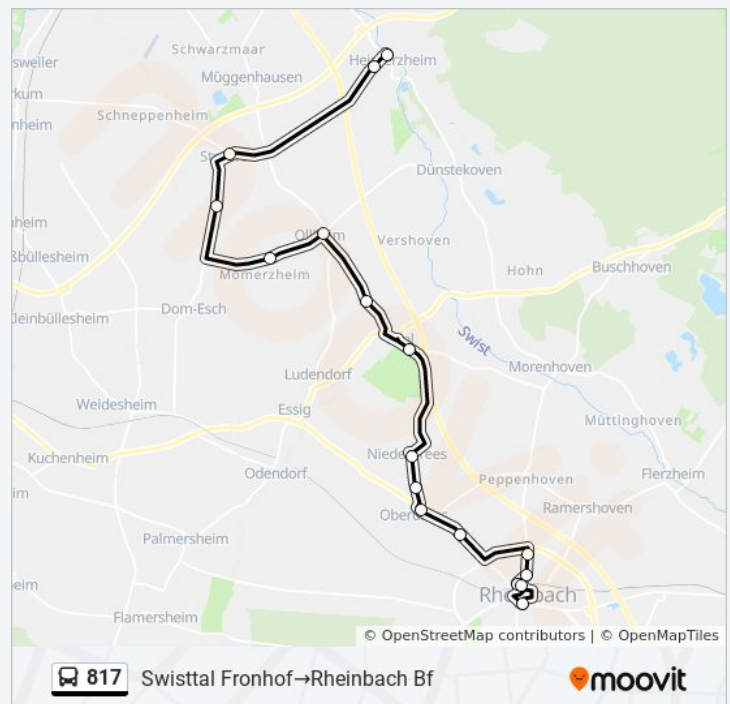 Schwarzmaar
Müggenhausen
Schneppenheim
Dünstekoven
Vershoven
Hohn
Buschhoven
Mömerzheim
Dom-Esch
Swist
Morenhoven
Ludendorf
Essig
Weidesheim
Müttinghoven
Kuchenheim
Odendorf
Peppenhoven
Flerzheim
Ramershoven
Palmersheim
Flamersheim
© OpenStreetMap contributors | © OpenMapTiles
817 Swisttal Fronhof→Rheinbach Bf
moovit